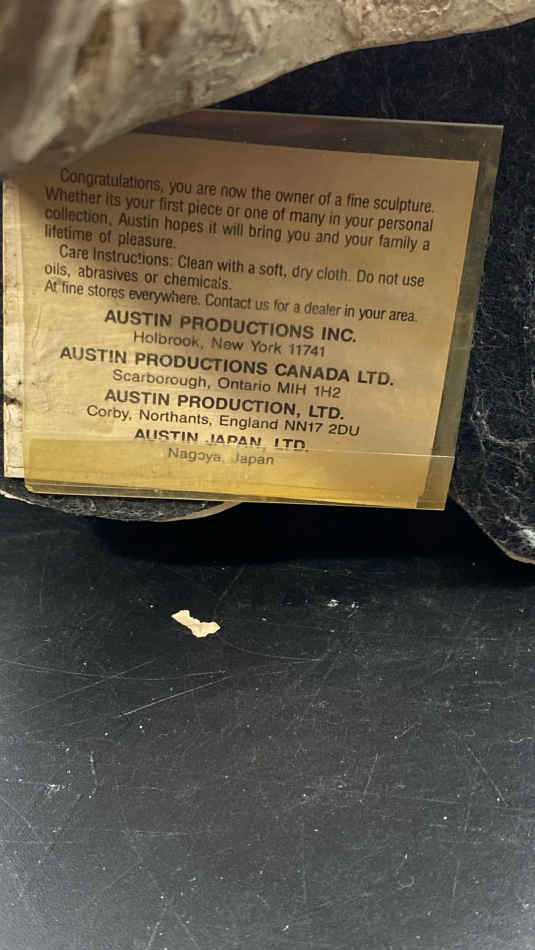 Congratulations, you are now the owner of a fine sculpture.
Whether its your first piece or one of many in your personal
collection, Austin hopes it will bring you and your family a
lifetime of pleasure.
Care Instructions: Clean with a soft, dry cloth. Do not use
oils, abrasives or chemicals.
At fine stores everywhere. Contact us for a dealer in your area.
AUSTIN PRODUCTIONS INC.
Holbrook, New York 11741
AUSTIN PRODUCTIONS CANADA LTD.
Scarborough, Ontario MIH 1H2
AUSTIN PRODUCTION, LTD.
Corby, Northants, England NN17 2DU
AUSTIN JAPAN, LTD.
Nagoya, Japan